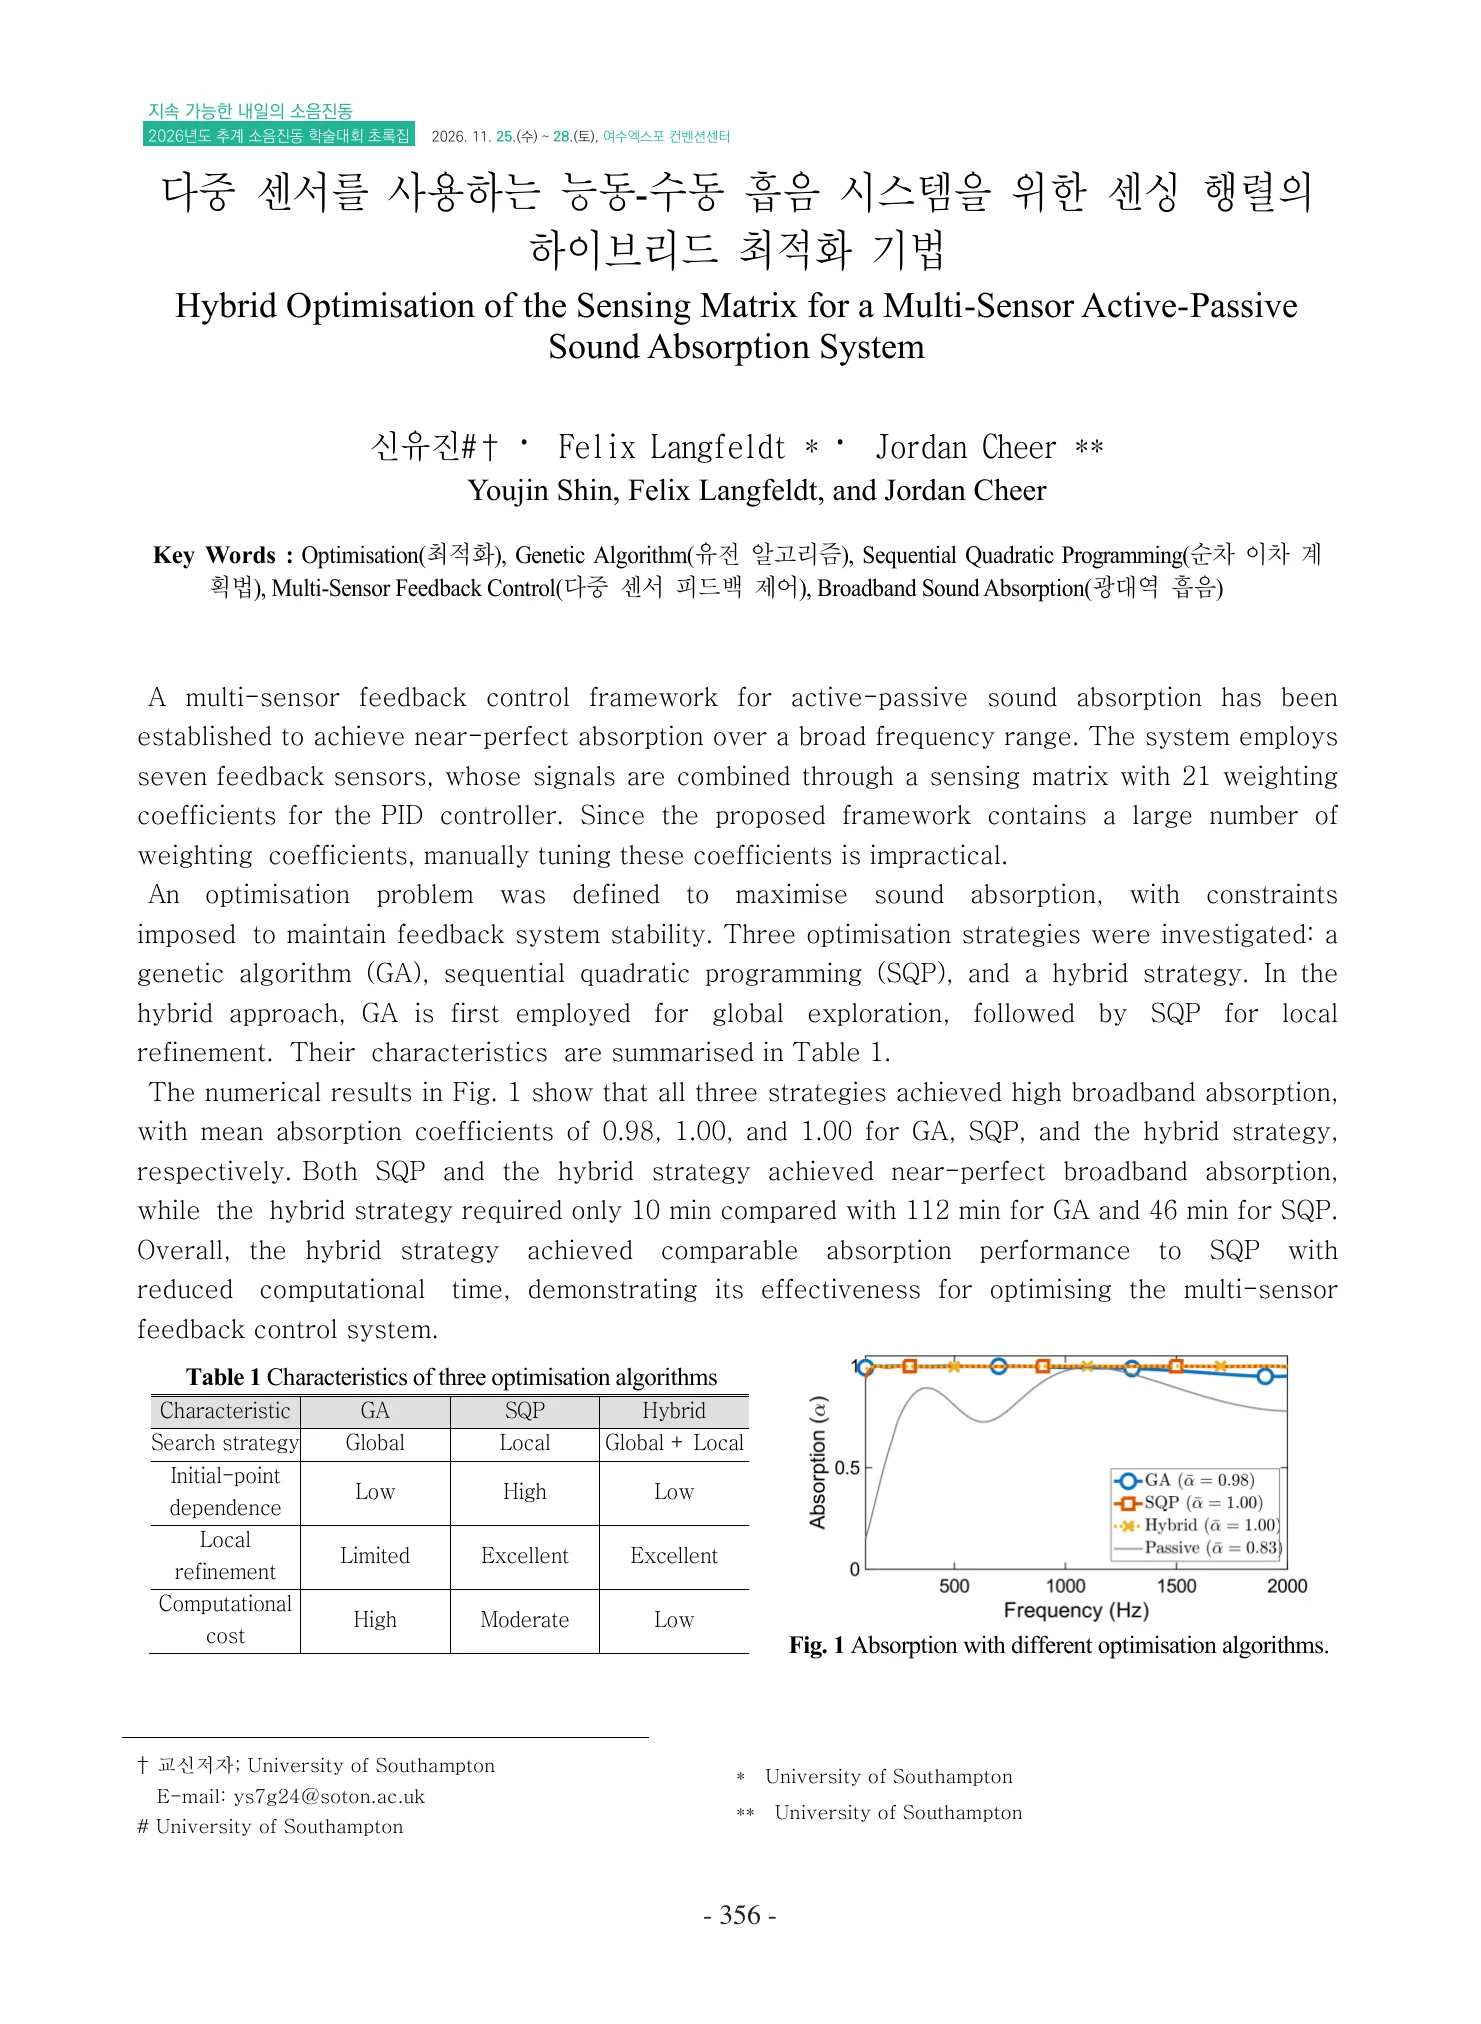 지속 가능한 내일의 소음진동
2026년도 추계 소음진동 학술대회 초록집 2026. 11. 25.(수) ~ 28.(토), 여수엑스포 컨벤션센터
다중 센서를 사용하는 능동-수동 흡음 시스템을 위한 센싱 행렬의
하이브리드 최적화 기법
Hybrid Optimisation of the Sensing Matrix for a Multi-Sensor Active-Passive
Sound Absorption System
신유진#† · Felix Langfeldt * · Jordan Cheer **
Youjin Shin, Felix Langfeldt, and Jordan Cheer
Key Words : Optimisation(최적화), Genetic Algorithm(유전 알고리즘), Sequential Quadratic Programming(순차 이차 계
획법), Multi-Sensor Feedback Control(다중 센서 피드백 제어), Broadband Sound Absorption(광대역 흡음)
A multi-sensor feedback control framework for active-passive sound absorption has been
established to achieve near-perfect absorption over a broad frequency range. The system employs
seven feedback sensors, whose signals are combined through a sensing matrix with 21 weighting
coefficients for the PID controller. Since the proposed framework contains a large number of
weighting coefficients, manually tuning these coefficients is impractical.
An optimisation problem was defined to maximise sound absorption, with constraints
imposed to maintain feedback system stability. Three optimisation strategies were investigated: a
genetic algorithm (GA), sequential quadratic programming (SQP), and a hybrid strategy. In the
hybrid approach, GA is first employed for global exploration, followed by SQP for local
refinement. Their characteristics are summarised in Table 1.
The numerical results in Fig. 1 show that all three strategies achieved high broadband absorption,
with mean absorption coefficients of 0.98, 1.00, and 1.00 for GA, SQP, and the hybrid strategy,
respectively. Both SQP and the hybrid strategy achieved near-perfect broadband absorption,
while the hybrid strategy required only 10 min compared with 112 min for GA and 46 min for SQP.
Overall, the hybrid strategy achieved comparable absorption performance to SQP with
reduced computational time, demonstrating its effectiveness for optimising the multi-sensor
feedback control system.
Table 1 Characteristics of three optimisation algorithms
Characteristic GA SQP Hybrid
Search strategy Global Local Global + Local
Initial-point
dependence Low High Low
Local
refinement Limited Excellent Excellent
Computational
cost High Moderate Low
Absorption (α)
1
0.5
0
GA (ᾱ = 0.98)
SQP (ᾱ = 1.00)
Hybrid (ᾱ = 1.00)
Passive (ᾱ = 0.83)
500 1000 1500 2000
Frequency (Hz)
Fig. 1 Absorption with different optimisation algorithms.
† 교신저자; University of Southampton
E-mail: ys7g24@soton.ac.uk
# University of Southampton
* University of Southampton
** University of Southampton
- 356 -